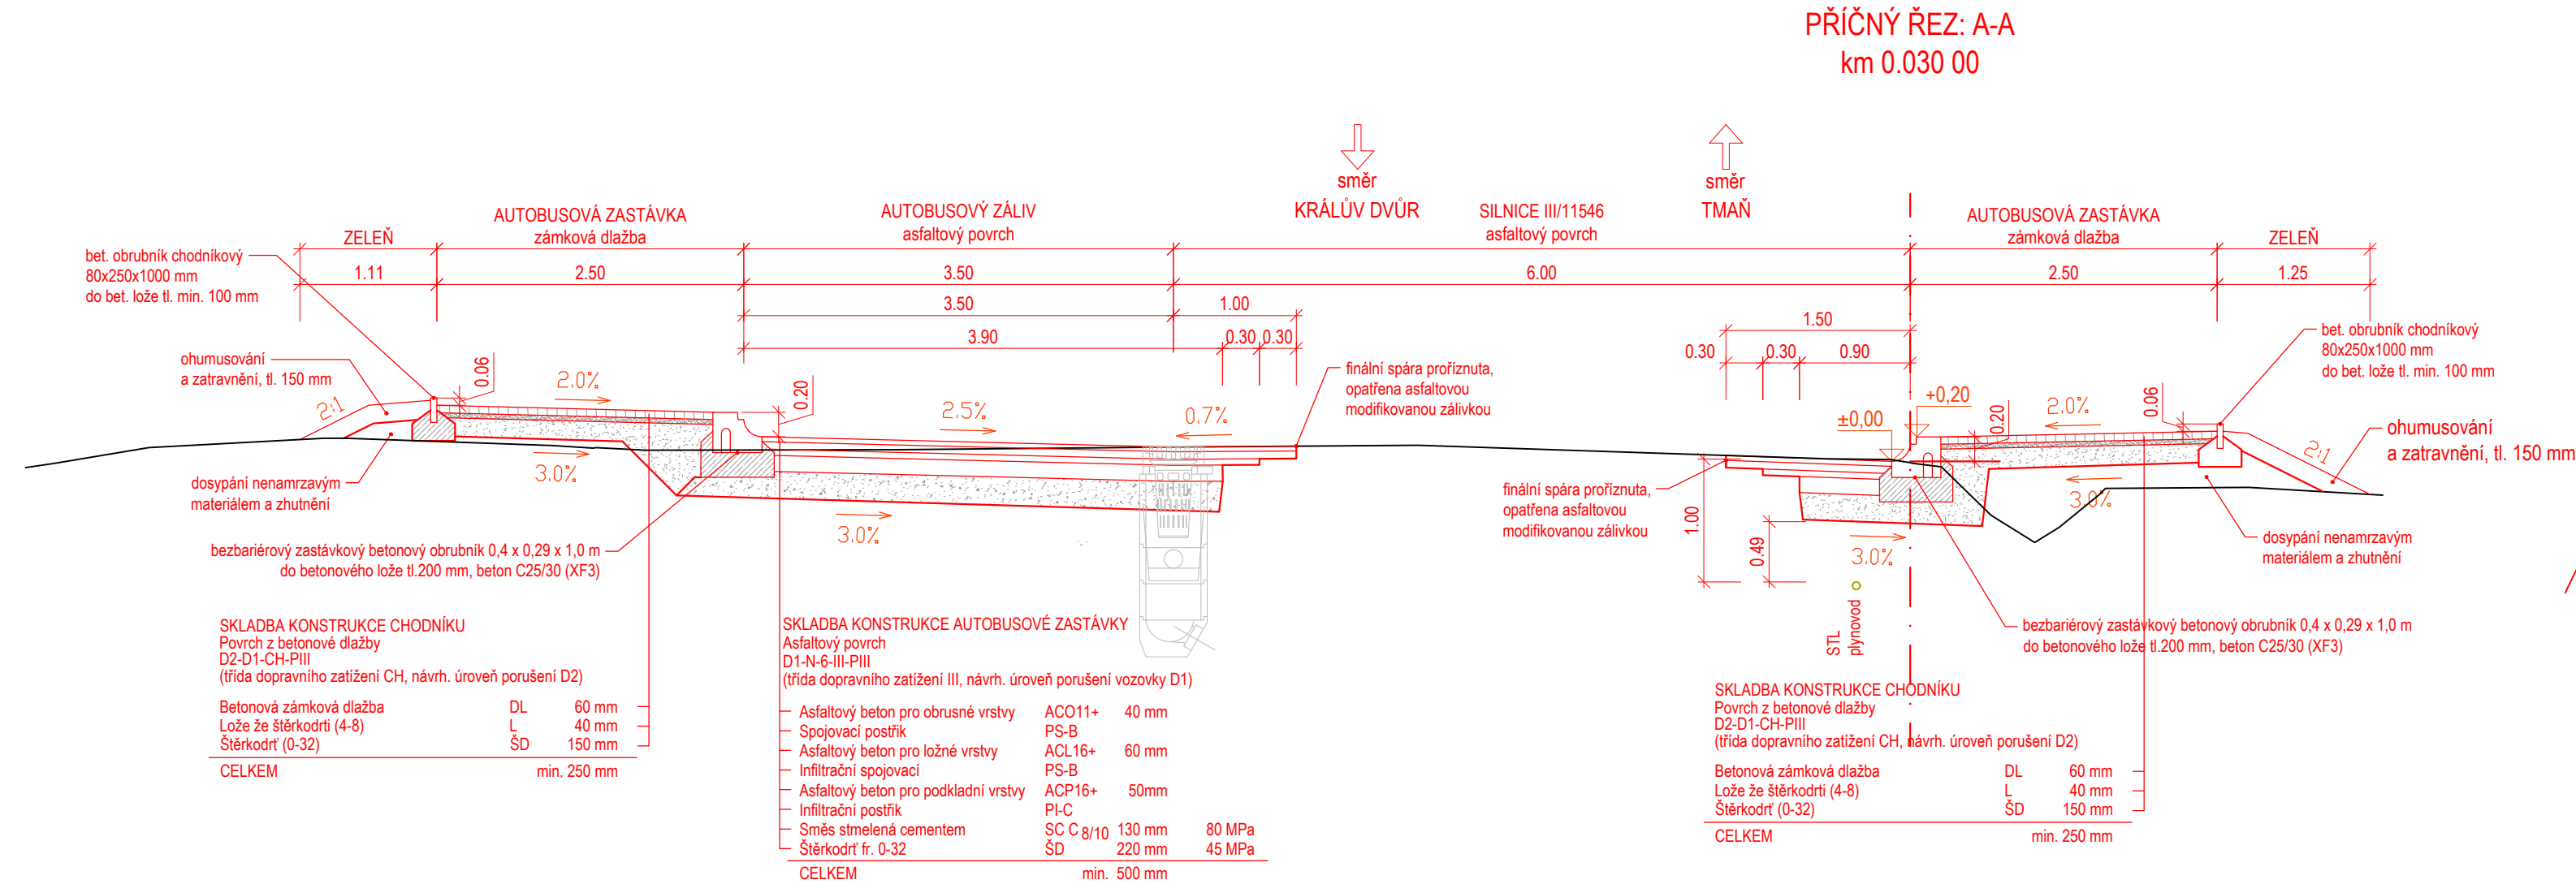 PŘÍČNÝ ŘEZ: A-A
km 0.030 00
směr
KRÁLŮV DVŮR
směr
TMAŇ
SILNICE III/11546
asfaltový povrch
AUTOBUSOVÁ ZASTÁVKA
zámková dlažba
AUTOBUSOVÝ ZÁLIV
asfaltový povrch
AUTOBUSOVÁ ZASTÁVKA
zámková dlažba
ZELEŇ
ZELEŇ
1.11
2.50
3.50
6.00
2.50
1.25
3.50
1.00
3.90
0.30
0.30
1.50
0.30
0.30
0.90
bet. obrubník chodníkový
80x250x1000 mm
do bet. lože tl. min. 100 mm
ohumusování
a zatravnění, tl. 150 mm
2:1
0.06
2.0%
0.20
2.5%
0.7%
3.0%
3.0%
dosypání nenamrzavým
materiálem a zhutnění
bezbariérový zastávkový betonový obrubník 0,4 x 0,29 x 1,0 m
do betonového lože tl.200 mm, beton C25/30 (XF3)
finální spára proříznuta,
opatřena asfaltovou
modifikovanou zálivkou
finální spára proříznuta,
opatřena asfaltovou
modifikovanou zálivkou
±0,00
+0,20
0.20
2.0%
0.06
bet. obrubník chodníkový
80x250x1000 mm
do bet. lože tl. min. 100 mm
ohumusování
a zatravnění, tl. 150 mm
2:1
3.0%
1.00
0.49
3.0%
STL
plynovod
dosypání nenamrzavým
materiálem a zhutnění
bezbariérový zastávkový betonový obrubník 0,4 x 0,29 x 1,0 m
do betonového lože tl.200 mm, beton C25/30 (XF3)
SKLADBA KONSTRUKCE CHODNÍKU
Povrch z betonové dlažby
D2-D1-CH-PIII
(třída dopravního zatížení CH, návrh. úroveň porušení D2)
Betonová zámková dlažba DL 60 mm
Lože že štěrkodrti (4-8) L 40 mm
Štěrkodrť (0-32) ŠD 150 mm
CELKEM min. 250 mm
SKLADBA KONSTRUKCE AUTOBUSOVÉ ZASTÁVKY
Asfaltový povrch
D1-N-6-III-PIII
(třída dopravního zatížení III, návrh. úroveň porušení vozovky D1)
Asfaltový beton pro obrusné vrstvy ACO11+ 40 mm
Spojovací postřik PS-B
Asfaltový beton pro ložné vrstvy ACL16+ 60 mm
Infiltrační spojovací PS-B
Asfaltový beton pro podkladní vrstvy ACP16+ 50mm
Infiltrační postřik PI-C
Směs stmelená cementem SC C 8/10 130 mm 80 MPa
Štěrkodrť fr. 0-32 ŠD 220 mm 45 MPa
CELKEM min. 500 mm
SKLADBA KONSTRUKCE CHODNÍKU
Povrch z betonové dlažby
D2-D1-CH-PIII
(třída dopravního zatížení CH, návrh. úroveň porušení D2)
Betonová zámková dlažba DL 60 mm
Lože že štěrkodrti (4-8) L 40 mm
Štěrkodrť (0-32) ŠD 150 mm
CELKEM min. 250 mm